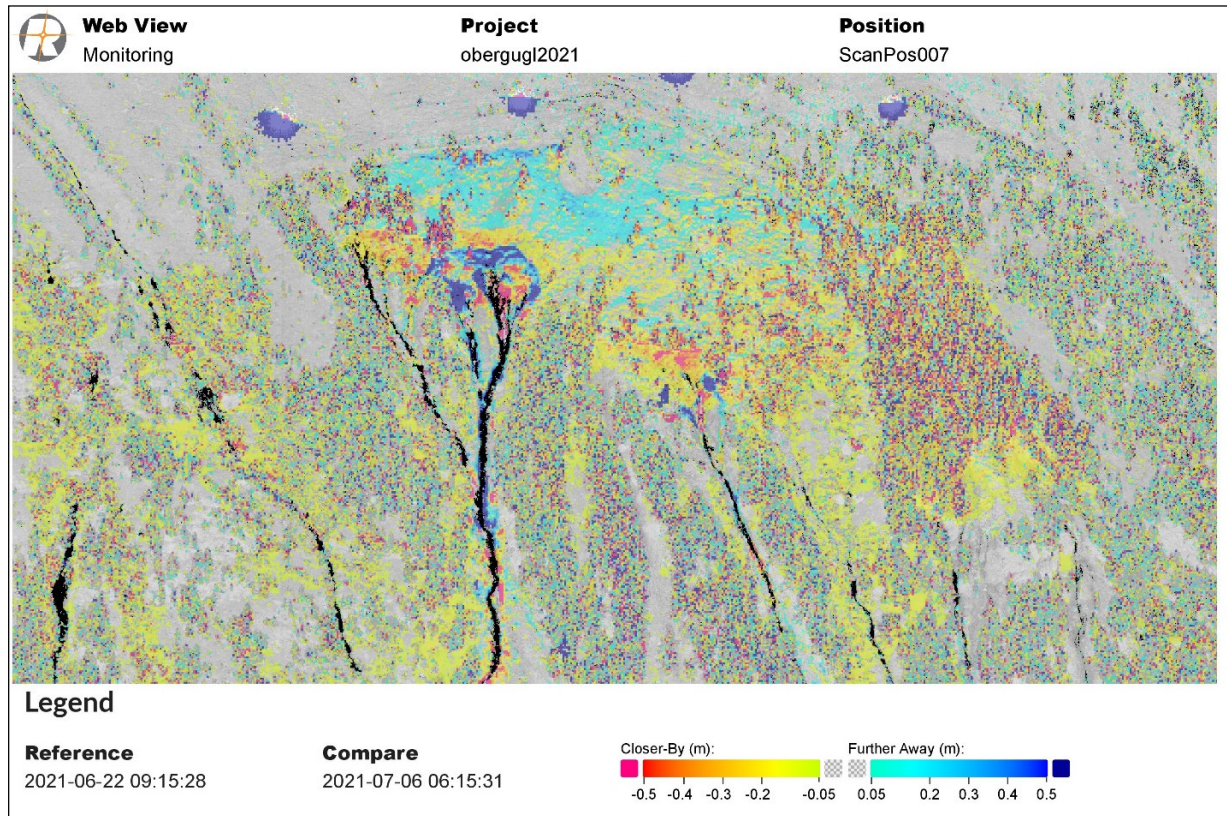 Web View
Monitoring
Project
obergugl2021
Position
ScanPos007
Legend
Reference
2021-06-22 09:15:28
Compare
2021-07-06 06:15:31
Closer-By (m):
-0.5 -0.4 -0.3 -0.2 -0.05
Further Away (m):
0.05 0.2 0.3 0.4 0.5